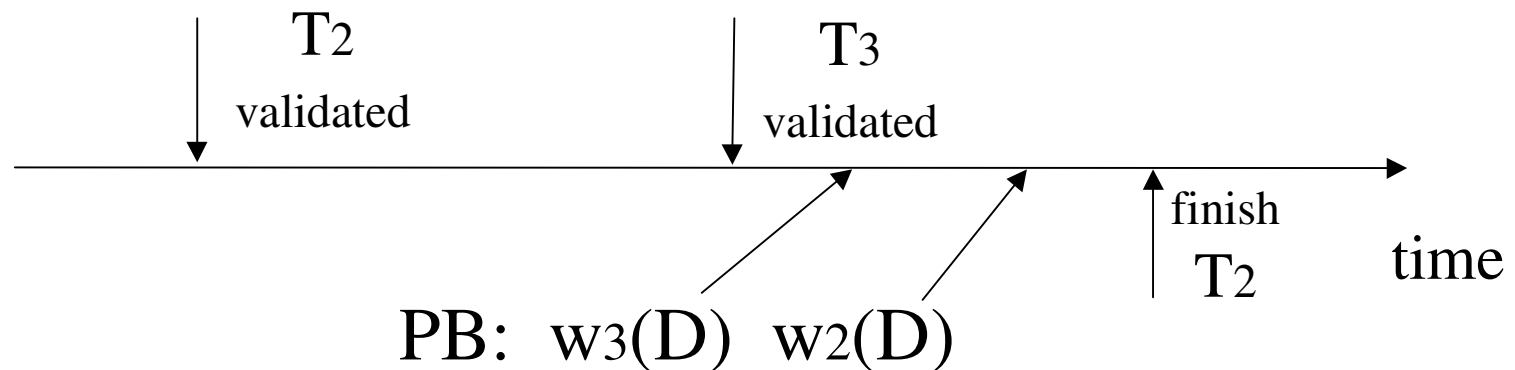 T2
validated
T3
validated
finish
T2
time
PB: w3(D) w2(D)